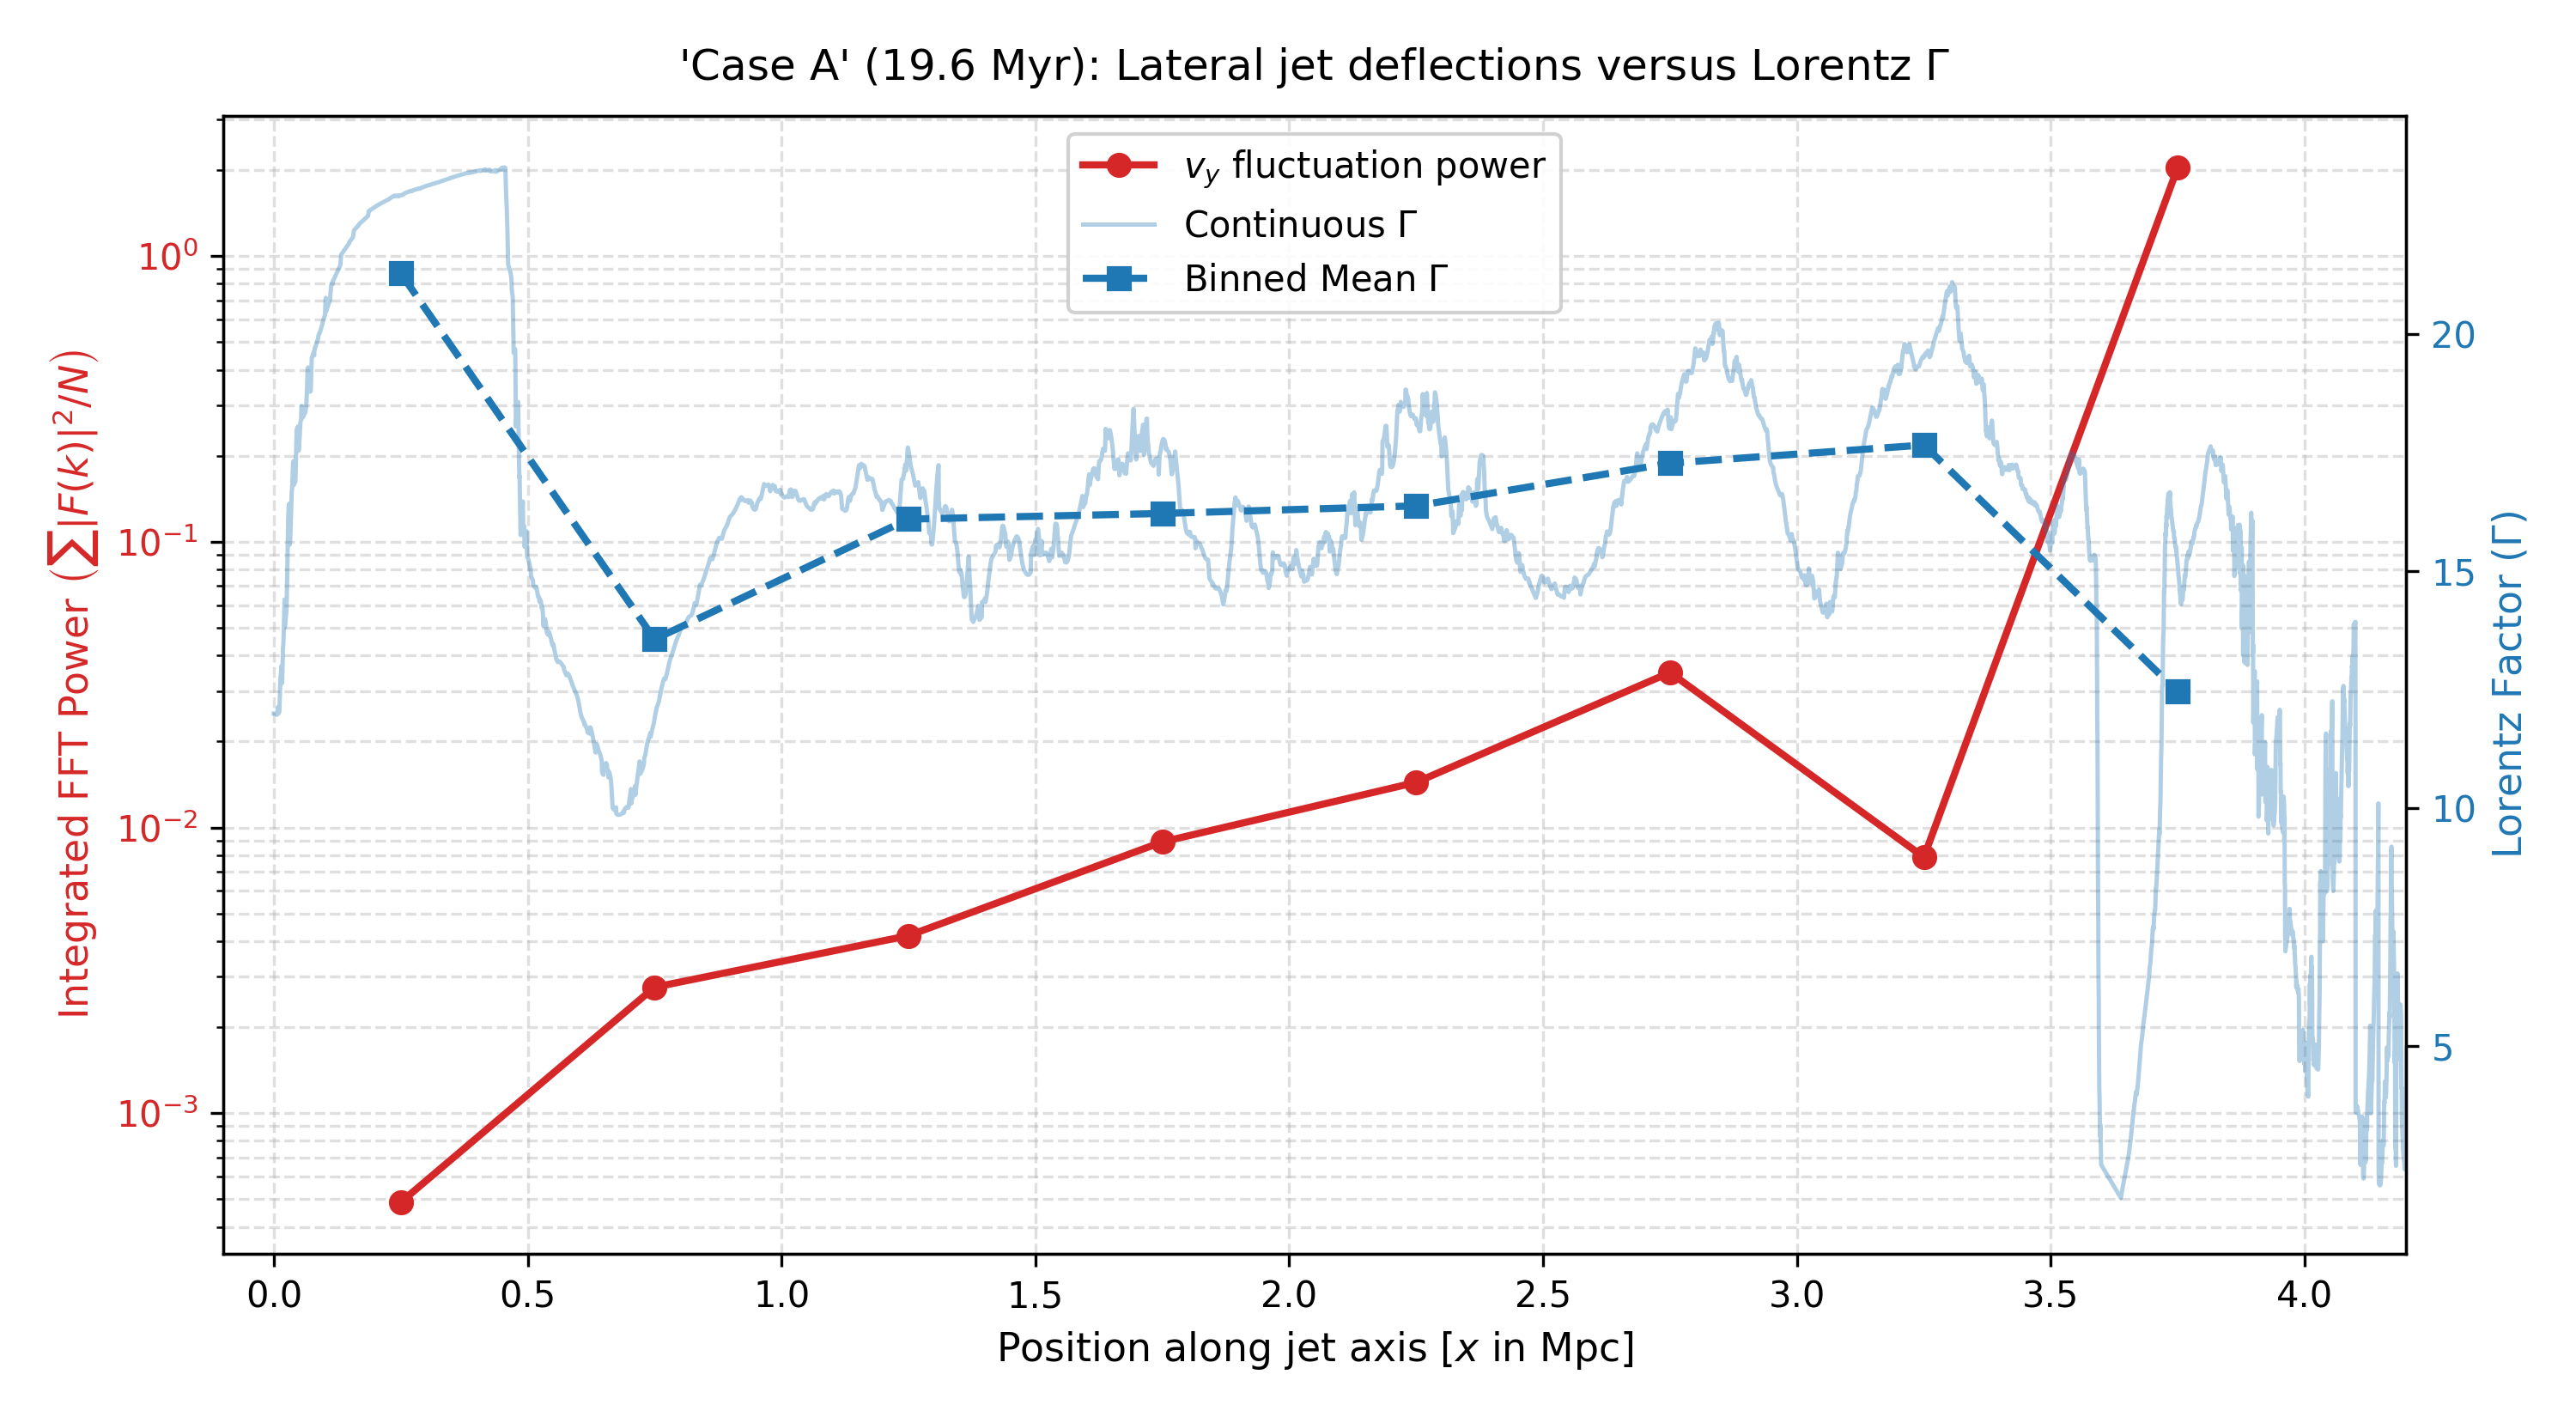 'Case A' (19.6 Myr): Lateral jet deflections versus Lorentz Γ
v_y fluctuation power
Continuous Γ
Binned Mean Γ
Integrated FFT Power (∑|F(k)|²/N)
10⁰
10⁻¹
10⁻²
10⁻³
20
15
10
5
Lorentz Factor (Γ)
0.0 0.5 1.0 1.5 2.0 2.5 3.0 3.5 4.0
Position along jet axis [x in Mpc]